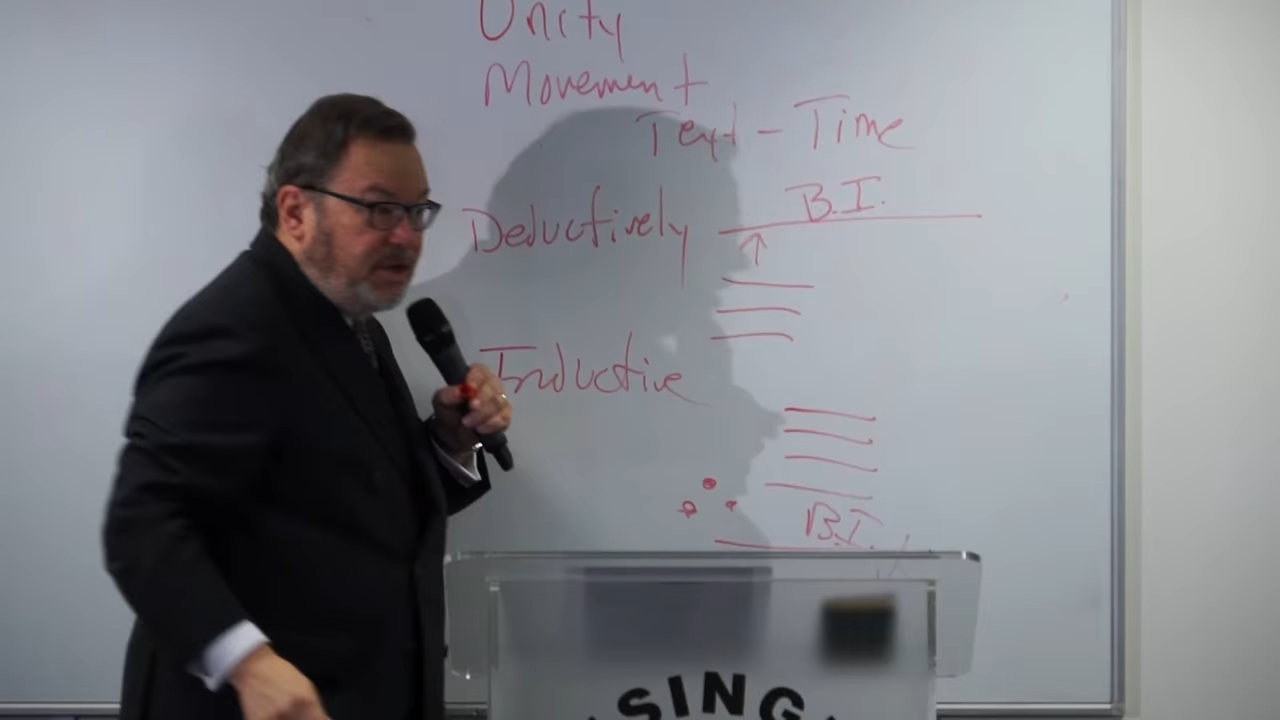 Unity
Movement
Text - Time
Deductively B.I.
Inductive
B.I.
SING